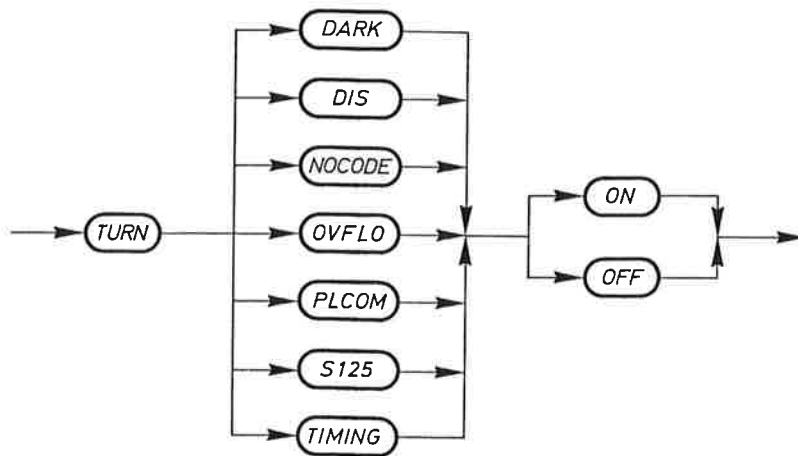 DARK
DIS
NOCODE
TURN
OVFLO
PLCOM
S125
TIMING
ON
OFF